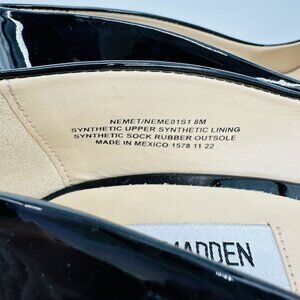 NEMET/NEME01S1 8M
SYNTHETIC UPPER SYNTHETIC LINING
SYNTHETIC SOCK RUBBER OUTSOLE
MADE IN MEXICO 1578 11 22
MADDEN